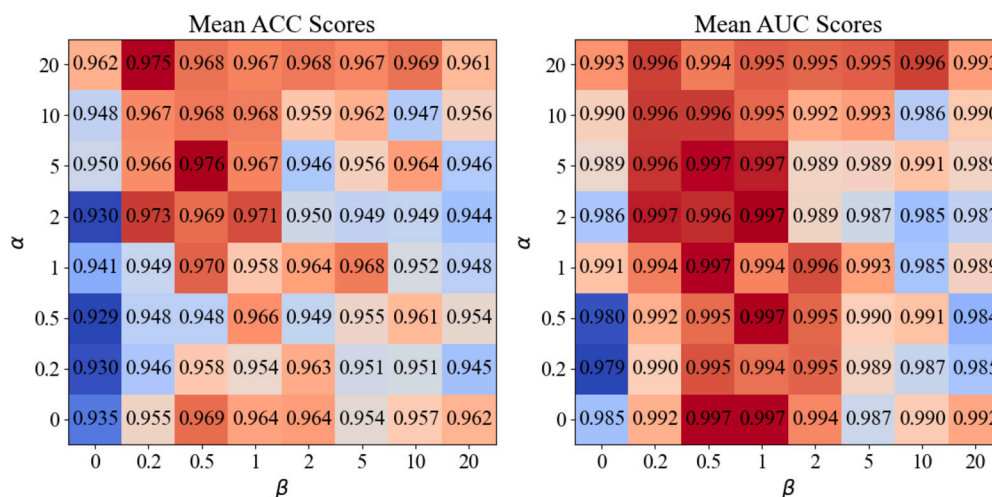 Mean ACC Scores
20 0.962 0.975 0.968 0.967 0.968 0.967 0.969 0.961
10 0.948 0.967 0.968 0.968 0.959 0.962 0.947 0.956
5 0.950 0.966 0.976 0.967 0.946 0.956 0.964 0.946
2 0.930 0.973 0.969 0.971 0.950 0.949 0.949 0.944
α
1 0.941 0.949 0.970 0.958 0.964 0.968 0.952 0.948
0.5 0.929 0.948 0.948 0.966 0.949 0.955 0.961 0.954
0.2 0.930 0.946 0.958 0.954 0.963 0.951 0.951 0.945
0 0.935 0.955 0.969 0.964 0.964 0.954 0.957 0.962
0 0.2 0.5 1 2 5 10 20
β
Mean AUC Scores
20 0.993 0.996 0.994 0.995 0.995 0.995 0.996
10 0.990 0.996 0.996 0.995 0.992 0.993 0.986 0.990
5 0.989 0.996 0.997 0.997 0.989 0.989 0.991 0.989
2 0.986 0.997 0.996 0.997 0.989 0.987 0.985 0.987
α
1 0.991 0.994 0.997 0.994 0.996 0.993 0.985 0.989
0.5 0.980 0.992 0.995 0.997 0.995 0.990 0.991 0.984
0.2 0.979 0.990 0.995 0.994 0.995 0.989 0.987 0.985
0 0.985 0.992 0.997 0.997 0.994 0.987 0.990 0.992
0 0.2 0.5 1 2 5 10 20
β